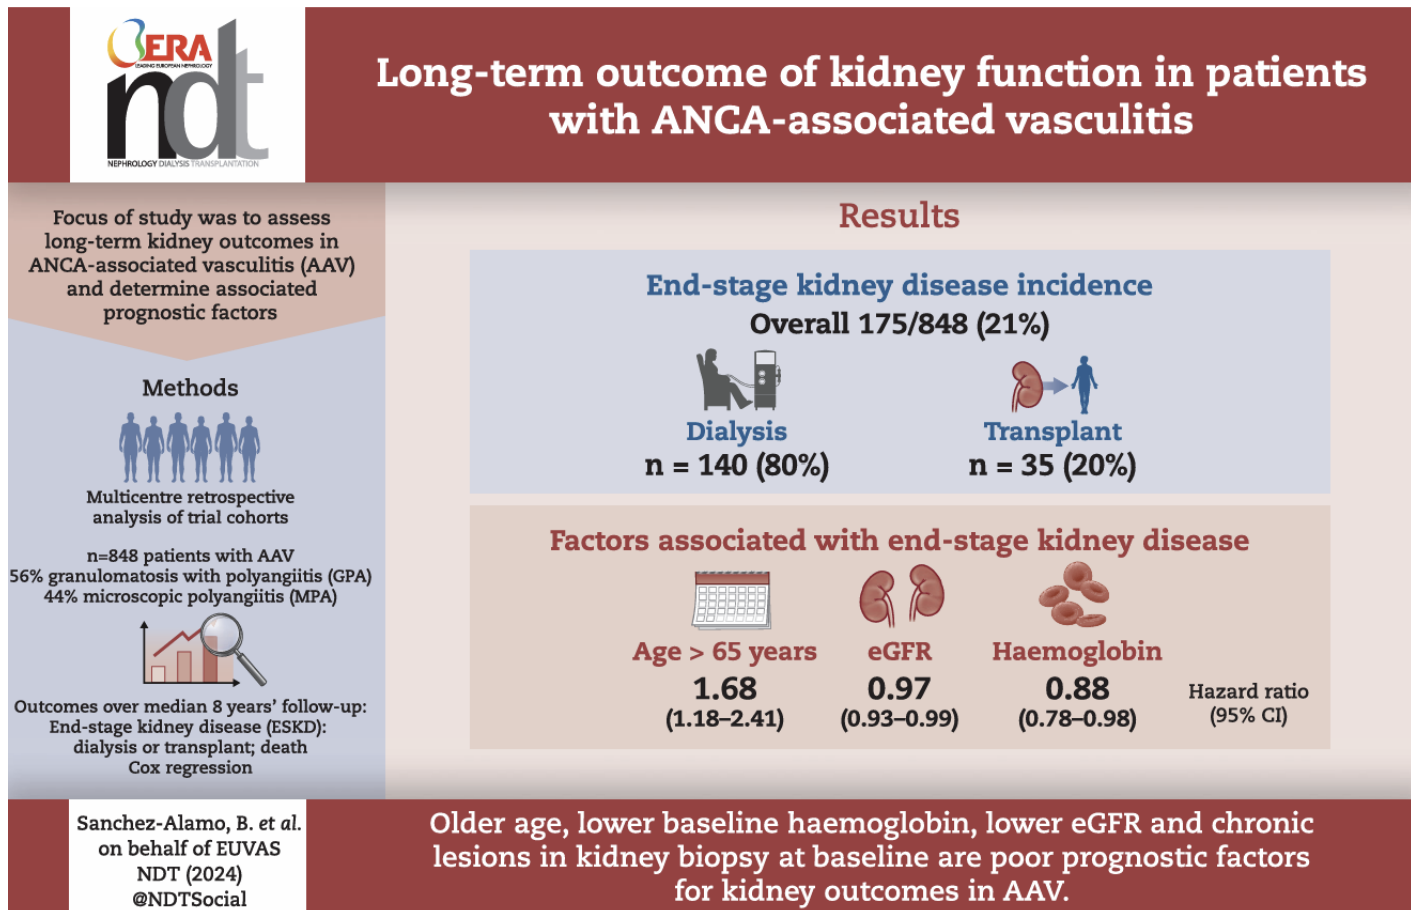 ERA
LEADING EUROPEAN NEPHROLOGY
ndt
NEPHROLOGY DIALYSIS TRANSPLANTATION
Long-term outcome of kidney function in patients
with ANCA-associated vasculitis
Focus of study was to assess
long-term kidney outcomes in
ANCA-associated vasculitis (AAV)
and determine associated
prognostic factors
Methods
Multicentre retrospective
analysis of trial cohorts
n=848 patients with AAV
56% granulomatosis with polyangiitis (GPA)
44% microscopic polyangiitis (MPA)
Outcomes over median 8 years’ follow-up:
End-stage kidney disease (ESKD):
dialysis or transplant; death
Cox regression
Results
End-stage kidney disease incidence
Overall 175/848 (21%)
Dialysis
n = 140 (80%)
Transplant
n = 35 (20%)
Factors associated with end-stage kidney disease
Age > 65 years
1.68
(1.18–2.41)
eGFR
0.97
(0.93–0.99)
Haemoglobin
0.88
(0.78–0.98)
Hazard ratio
(95% CI)
Sanchez-Alamo, B. et al.
on behalf of EUVAS
NDT (2024)
@NDTSocial
Older age, lower baseline haemoglobin, lower eGFR and chronic
lesions in kidney biopsy at baseline are poor prognostic factors
for kidney outcomes in AAV.